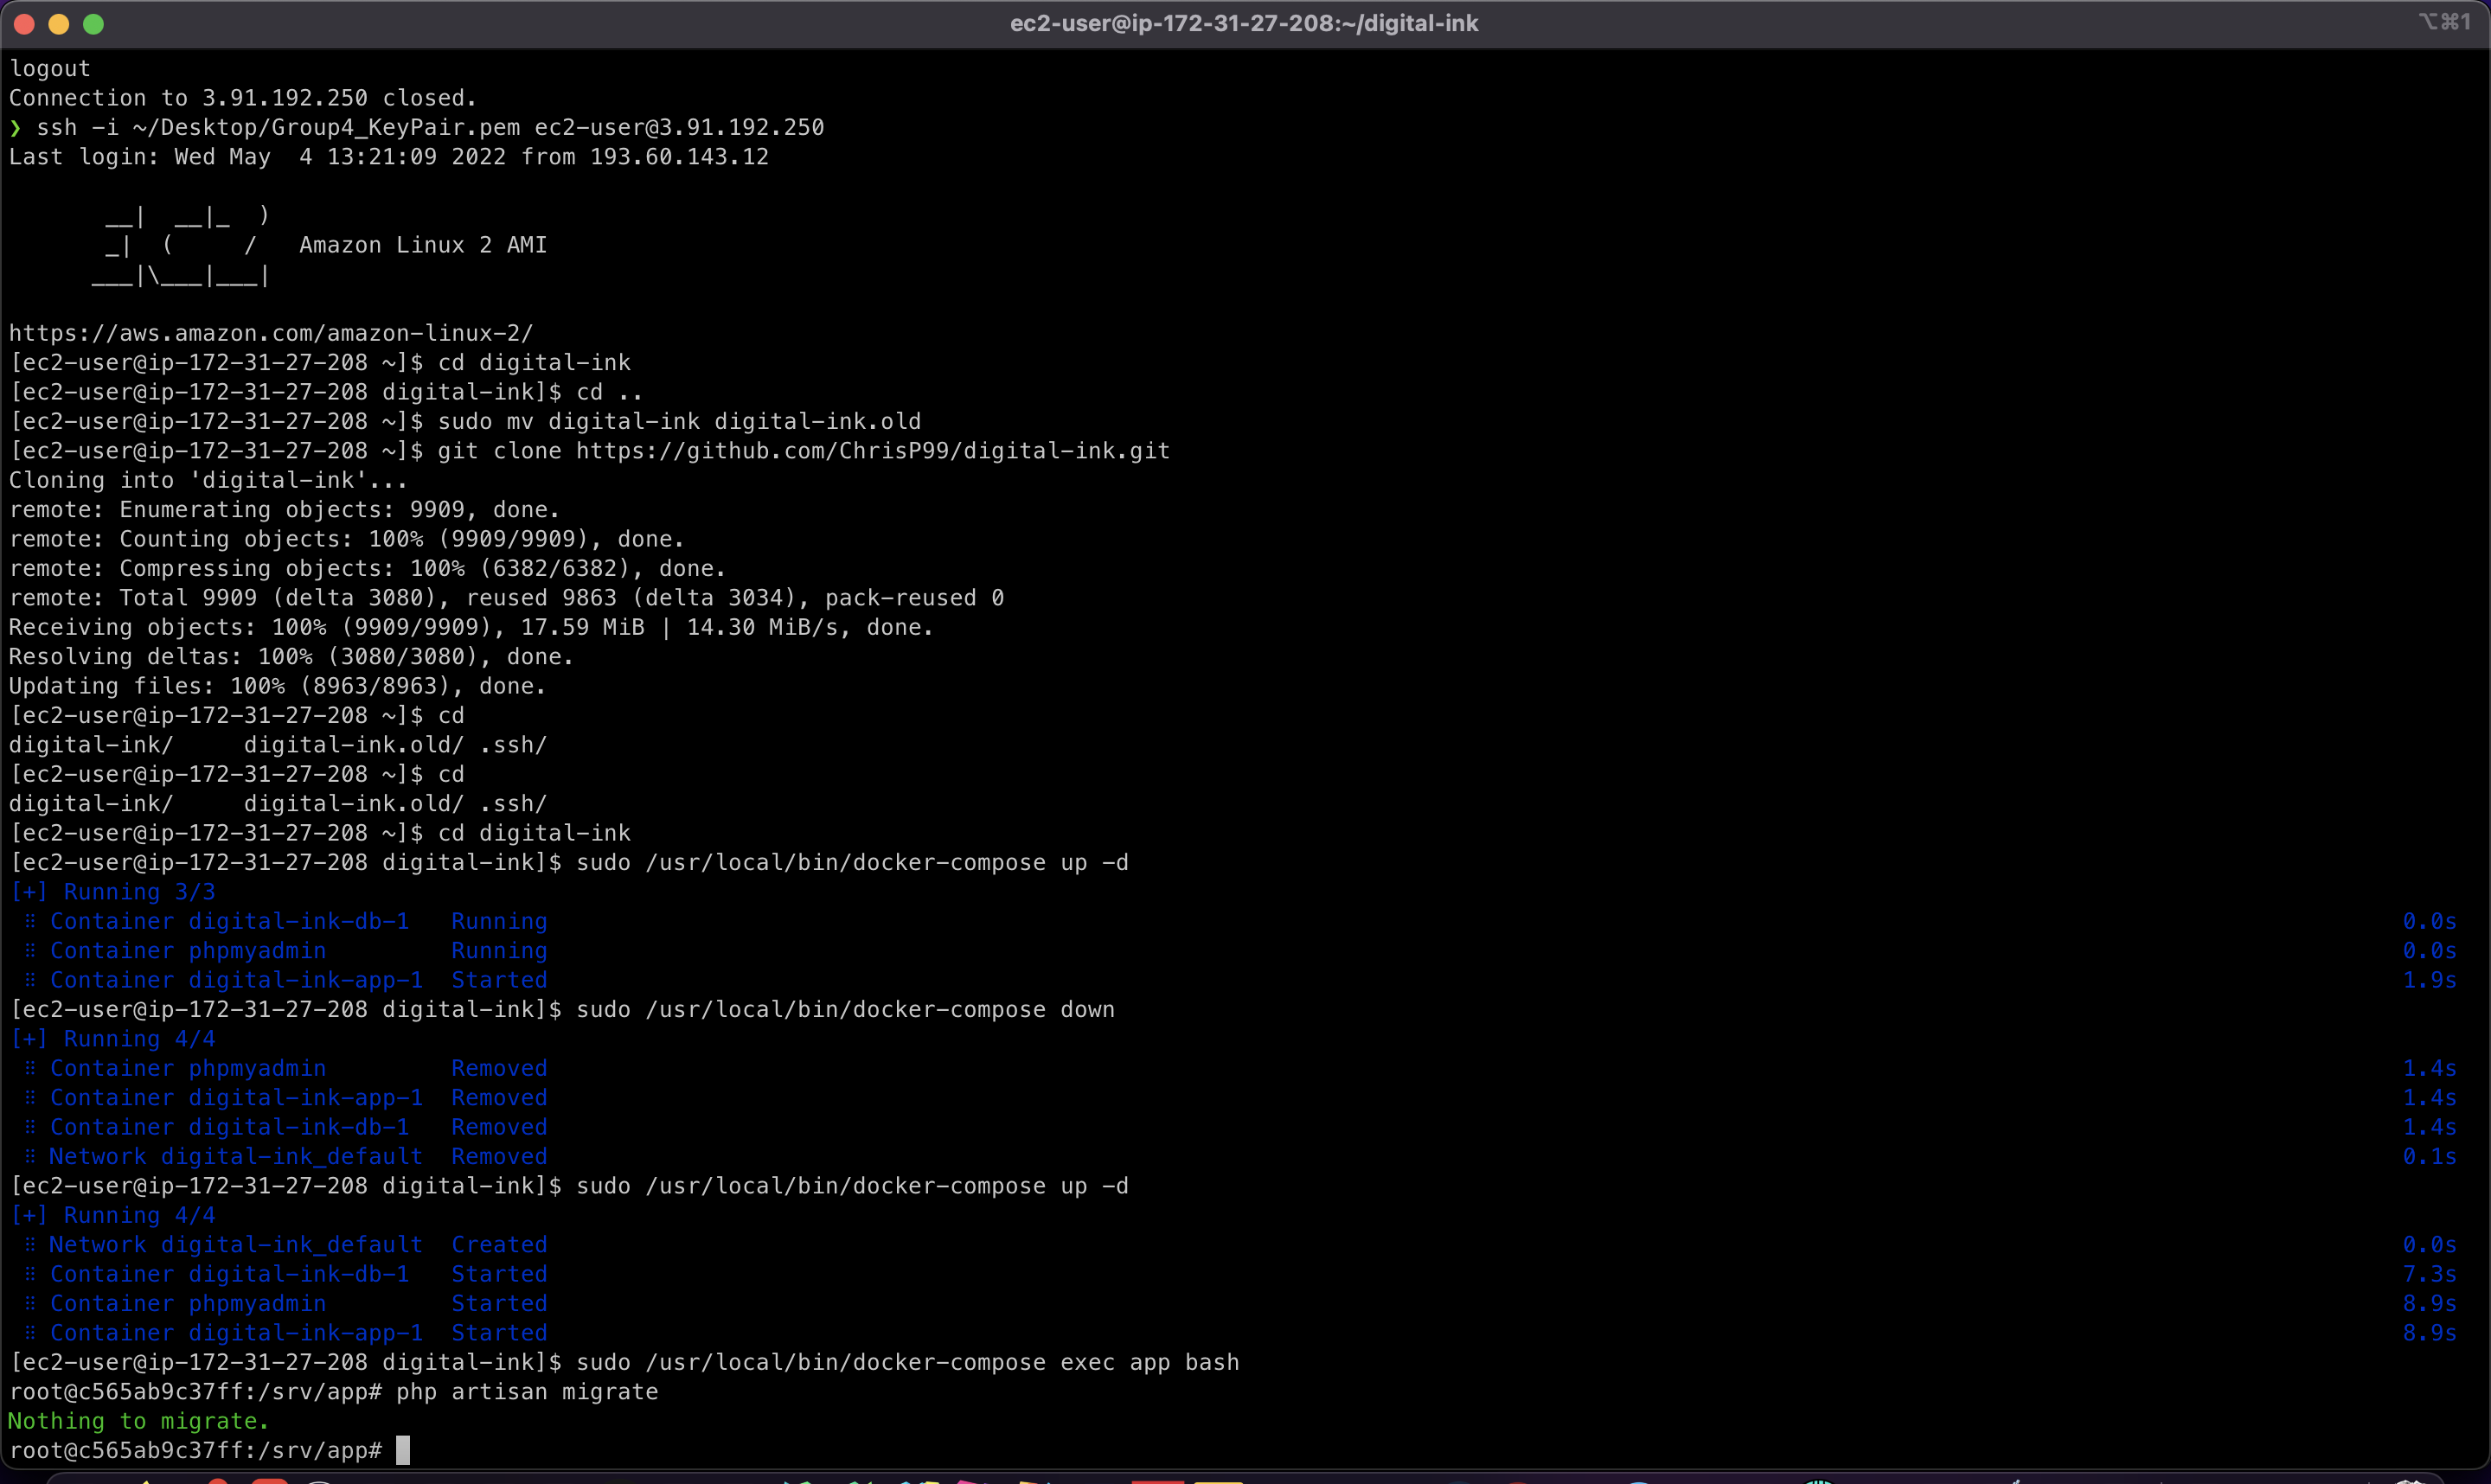 ec2-user@ip-172-31-27-208:~/digital-ink
⌥⌘1
logout
Connection to 3.91.192.250 closed.
❯ ssh -i ~/Desktop/Group4_KeyPair.pem ec2-user@3.91.192.250
Last login: Wed May  4 13:21:09 2022 from 193.60.143.12
       __|  __|_  )
       _|  (     /   Amazon Linux 2 AMI
      ___|\___|___|
https://aws.amazon.com/amazon-linux-2/
[ec2-user@ip-172-31-27-208 ~]$ cd digital-ink
[ec2-user@ip-172-31-27-208 digital-ink]$ cd ..
[ec2-user@ip-172-31-27-208 ~]$ sudo mv digital-ink digital-ink.old
[ec2-user@ip-172-31-27-208 ~]$ git clone https://github.com/ChrisP99/digital-ink.git
Cloning into 'digital-ink'...
remote: Enumerating objects: 9909, done.
remote: Counting objects: 100% (9909/9909), done.
remote: Compressing objects: 100% (6382/6382), done.
remote: Total 9909 (delta 3080), reused 9863 (delta 3034), pack-reused 0
Receiving objects: 100% (9909/9909), 17.59 MiB | 14.30 MiB/s, done.
Resolving deltas: 100% (3080/3080), done.
Updating files: 100% (8963/8963), done.
[ec2-user@ip-172-31-27-208 ~]$ cd
digital-ink/     digital-ink.old/ .ssh/
[ec2-user@ip-172-31-27-208 ~]$ cd
digital-ink/     digital-ink.old/ .ssh/
[ec2-user@ip-172-31-27-208 ~]$ cd digital-ink
[ec2-user@ip-172-31-27-208 digital-ink]$ sudo /usr/local/bin/docker-compose up -d
[+] Running 3/3
 ⠿ Container digital-ink-db-1   Running 0.0s
 ⠿ Container phpmyadmin         Running 0.0s
 ⠿ Container digital-ink-app-1  Started 1.9s
[ec2-user@ip-172-31-27-208 digital-ink]$ sudo /usr/local/bin/docker-compose down
[+] Running 4/4
 ⠿ Container phpmyadmin         Removed 1.4s
 ⠿ Container digital-ink-app-1  Removed 1.4s
 ⠿ Container digital-ink-db-1   Removed 1.4s
 ⠿ Network digital-ink_default  Removed 0.1s
[ec2-user@ip-172-31-27-208 digital-ink]$ sudo /usr/local/bin/docker-compose up -d
[+] Running 4/4
 ⠿ Network digital-ink_default  Created 0.0s
 ⠿ Container digital-ink-db-1   Started 7.3s
 ⠿ Container phpmyadmin         Started 8.9s
 ⠿ Container digital-ink-app-1  Started 8.9s
[ec2-user@ip-172-31-27-208 digital-ink]$ sudo /usr/local/bin/docker-compose exec app bash
root@c565ab9c37ff:/srv/app# php artisan migrate
Nothing to migrate.
root@c565ab9c37ff:/srv/app#